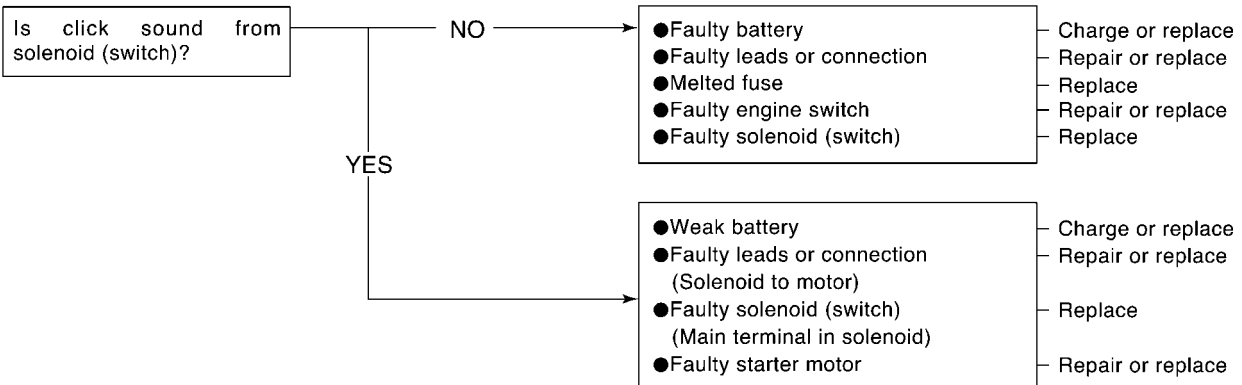 Is click sound from
solenoid (switch)?
NO
●Faulty battery – Charge or replace
●Faulty leads or connection – Repair or replace
●Melted fuse – Replace
●Faulty engine switch – Repair or replace
●Faulty solenoid (switch) – Replace
YES
●Weak battery – Charge or replace
●Faulty leads or connection – Repair or replace
(Solenoid to motor)
●Faulty solenoid (switch) – Replace
(Main terminal in solenoid)
●Faulty starter motor – Repair or replace